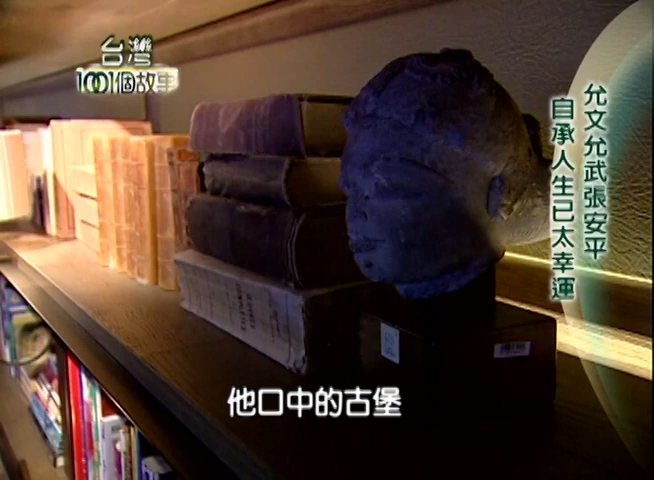 台灣
1001個故事
允文允武張安平
自承人生已太幸運
他口中的古堡